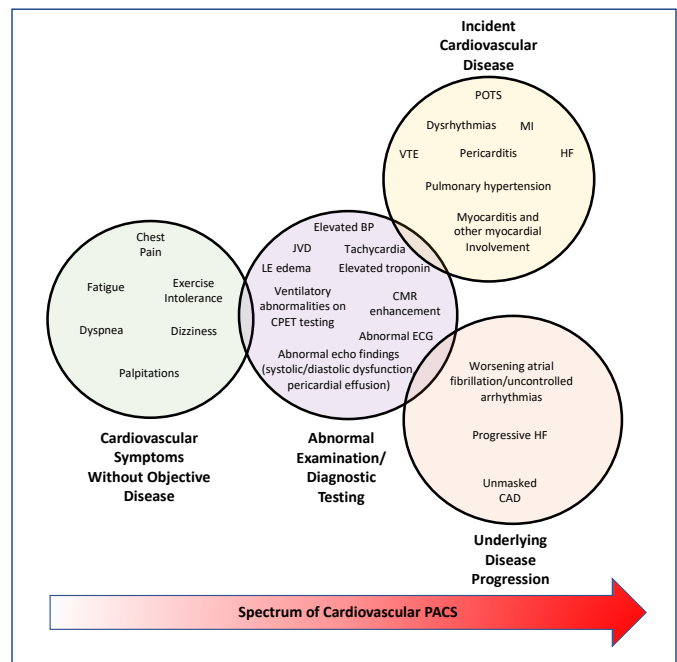 Incident
Cardiovascular
Disease
POTS
Dysrhythmias
MI
VTE
Pericarditis
HF
Pulmonary hypertension
Myocarditis and
other myocardial
Involvement
Chest
Pain
Fatigue
Exercise
Intolerance
Dyspnea
Dizziness
Palpitations
Cardiovascular
Symptoms
Without Objective
Disease
Elevated BP
JVD
Tachycardia
LE edema
Elevated troponin
Ventilatory
abnormalities on
CPET testing
CMR
enhancement
Abnormal ECG
Abnormal echo findings
(systolic/diastolic dysfunction,
pericardial effusion)
Abnormal
Examination/
Diagnostic
Testing
Worsening atrial
fibrillation/uncontrolled
arrhythmias
Progressive HF
Unmasked
CAD
Underlying
Disease
Progression
Spectrum of Cardiovascular PACS